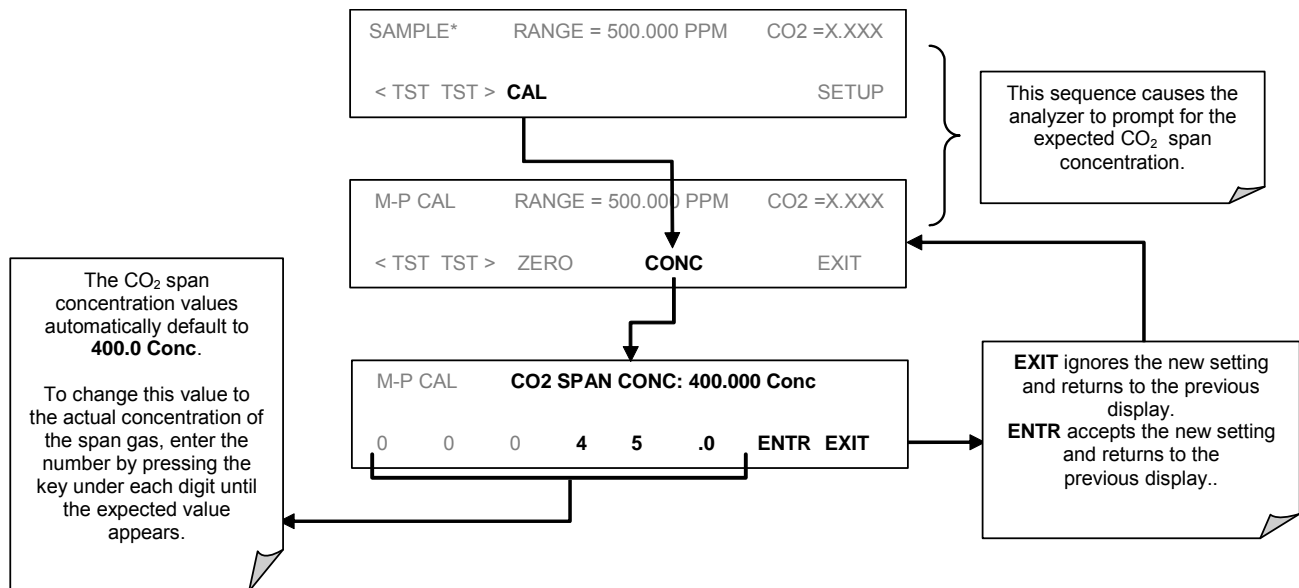 SAMPLE* RANGE = 500.000 PPM CO2 =X.XXX
< TST TST > CAL SETUP
This sequence causes the
analyzer to prompt for the
expected CO₂ span
concentration.
M-P CAL RANGE = 500.000 PPM CO2 =X.XXX
< TST TST > ZERO CONC EXIT
The CO₂ span
concentration values
automatically default to
400.0 Conc.
To change this value to
the actual concentration of
the span gas, enter the
number by pressing the
key under each digit until
the expected value
appears.
M-P CAL CO2 SPAN CONC: 400.000 Conc
0 0 0 4 5 .0 ENTR EXIT
EXIT ignores the new setting
and returns to the previous
display.
ENTR accepts the new setting
and returns to the
previous display..